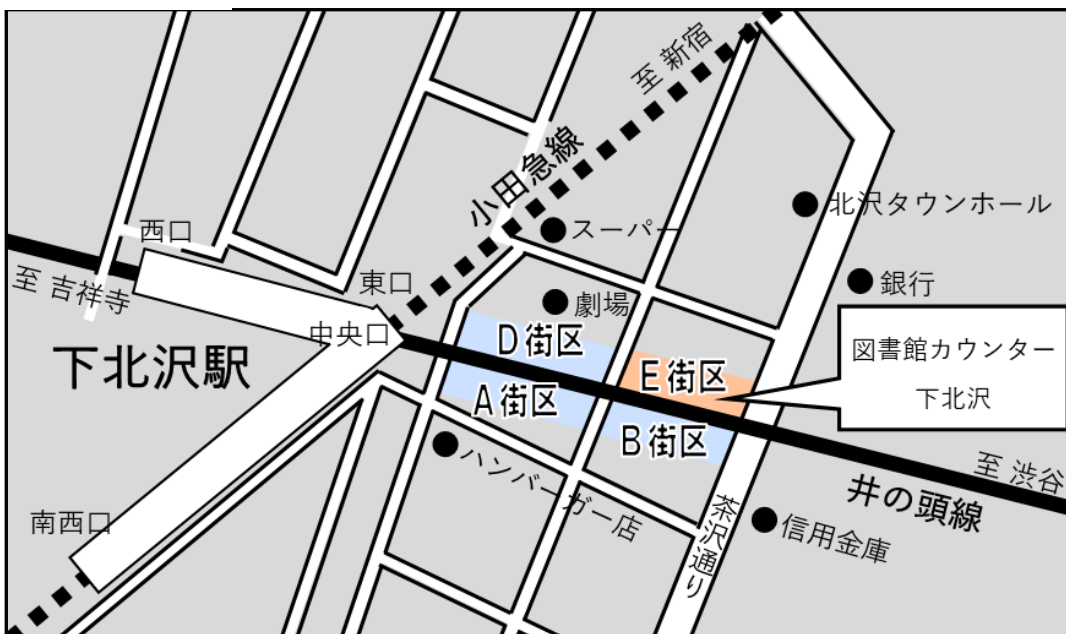 至 新宿
小田急線
北沢タウンホール
西口
スーパー
至 吉祥寺
東口
劇場
銀行
中央口
D街区
図書館カウンター
下北沢
下北沢駅
E街区
A街区
B街区
ハンバーガー店
至 渋谷
井の頭線
南西口
茶沢通り
信用金庫